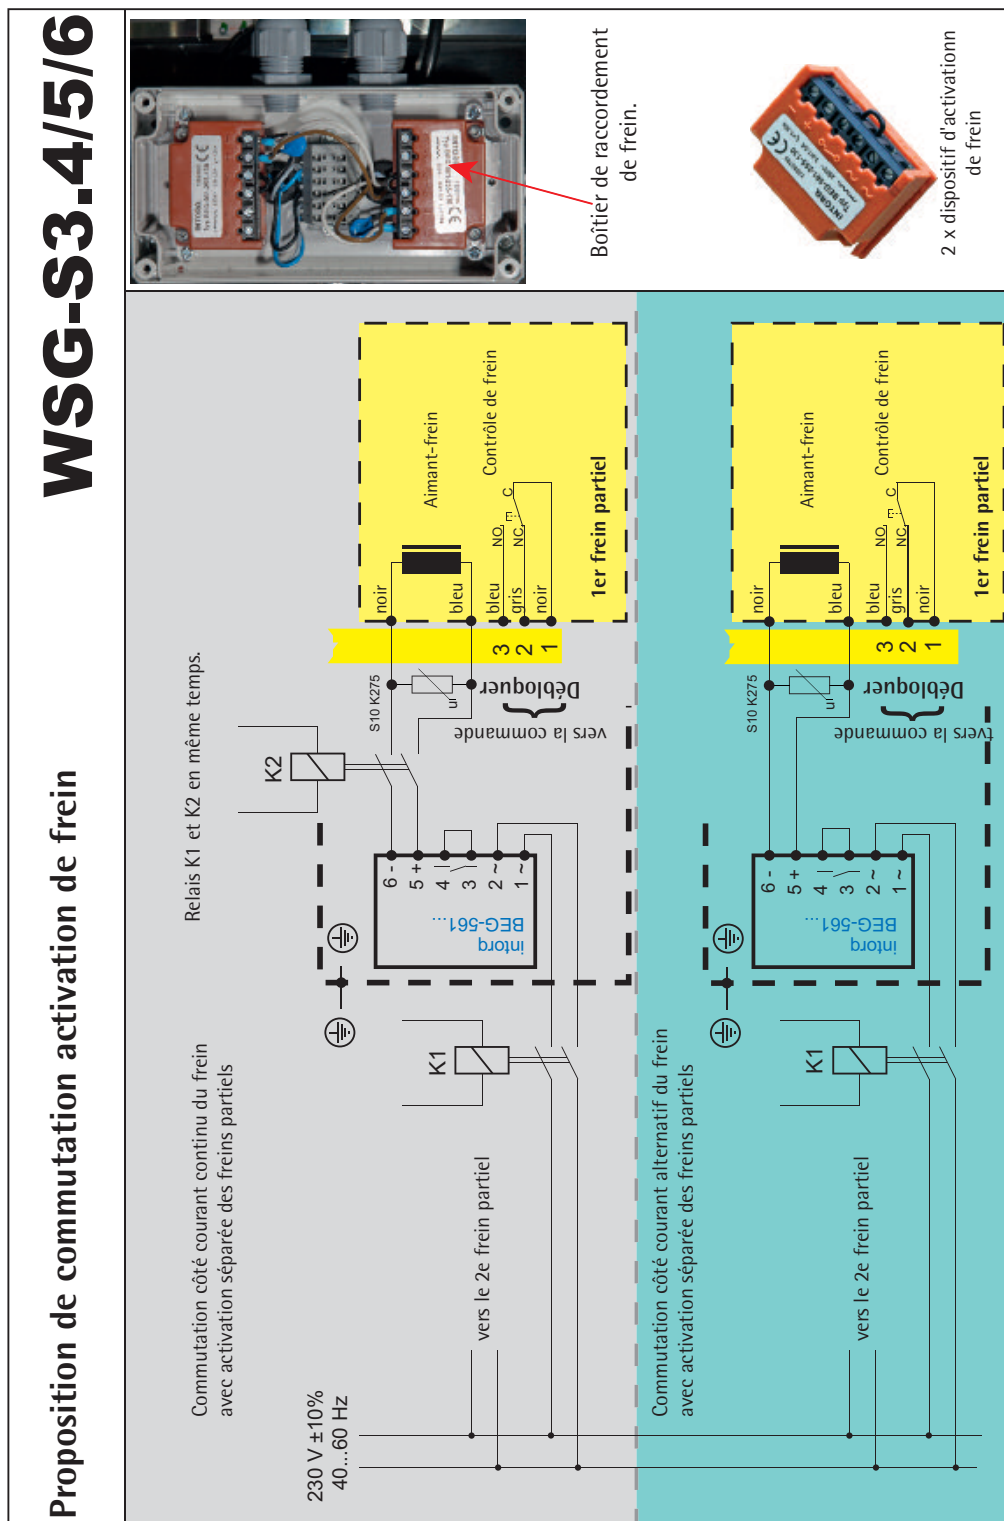 Proposition de commutation activation de frein
WSG-S3.4/5/6
Boîtier de raccordement
de frein.
2 x dispositif d'activationn
de frein
Commutation côté courant continu du frein
avec activation séparée des freins partiels
Relais K1 et K2 en même temps.
230 V ±10%
40...60 Hz
vers le 2e frein partiel
K1
K2
intorq
BEG-561...
6 -
5 +
4
3
2 ~
1 ~
S10 K275
u
Débloquer
vers la commande
3
2
1
noir
bleu
bleu
gris
noir
NO
NC
C
Aimant-frein
Contrôle de frein
1er frein partiel
Commutation côté courant alternatif du frein
avec activation séparée des freins partiels
vers le 2e frein partiel
K1
intorq
BEG-561...
6 -
5 +
4
3
2 ~
1 ~
S10 K275
u
Débloquer
tvers la commande
3
2
1
noir
bleu
bleu
gris
noir
NO
NC
C
Aimant-frein
Contrôle de frein
1er frein partiel